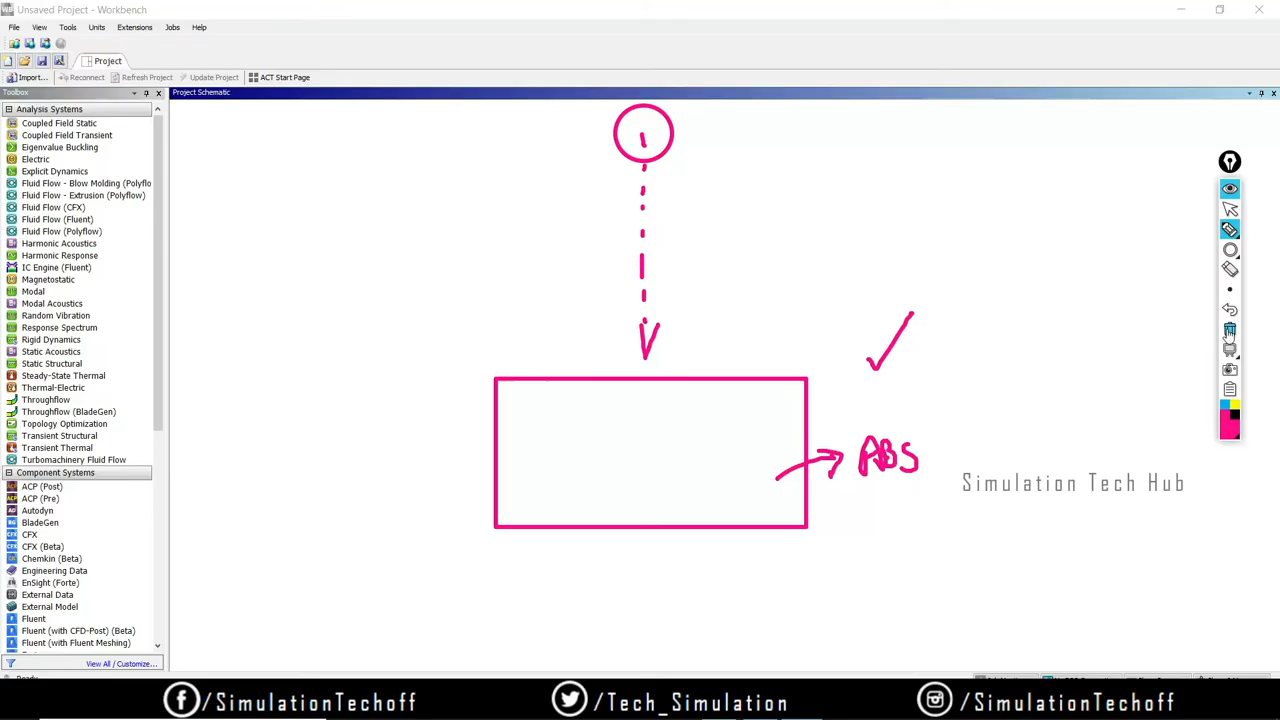 Unsaved Project - Workbench
File View Tools Units Extensions Jobs Help
Project
Import... Reconnect Refresh Project Update Project ACT Start Page
Toolbox
Project Schematic
Analysis Systems
Coupled Field Static
Coupled Field Transient
Eigenvalue Buckling
Electric
Explicit Dynamics
Fluid Flow - Blow Molding (Polyflo
Fluid Flow - Extrusion (Polyflow)
Fluid Flow (CFX)
Fluid Flow (Fluent)
Fluid Flow (Polyflow)
Harmonic Acoustics
Harmonic Response
IC Engine (Fluent)
Magnetostatic
Modal
Modal Acoustics
Random Vibration
Response Spectrum
Rigid Dynamics
Static Acoustics
Static Structural
Steady-State Thermal
Thermal-Electric
Throughflow
Throughflow (BladeGen)
Topology Optimization
Transient Structural
Transient Thermal
Turbomachinery Fluid Flow
Component Systems
ACP (Post)
ACP (Pre)
Autodyn
BladeGen
CFX
CFX (Beta)
Chemkin (Beta)
Engineering Data
EnSight (Forte)
External Data
External Model
Fluent
Fluent (with CFD-Post) (Beta)
Fluent (with Fluent Meshing)
View All / Customize...
ABS
Simulation Tech Hub
/SimulationTechoff
/Tech_Simulation
/SimulationTechoff